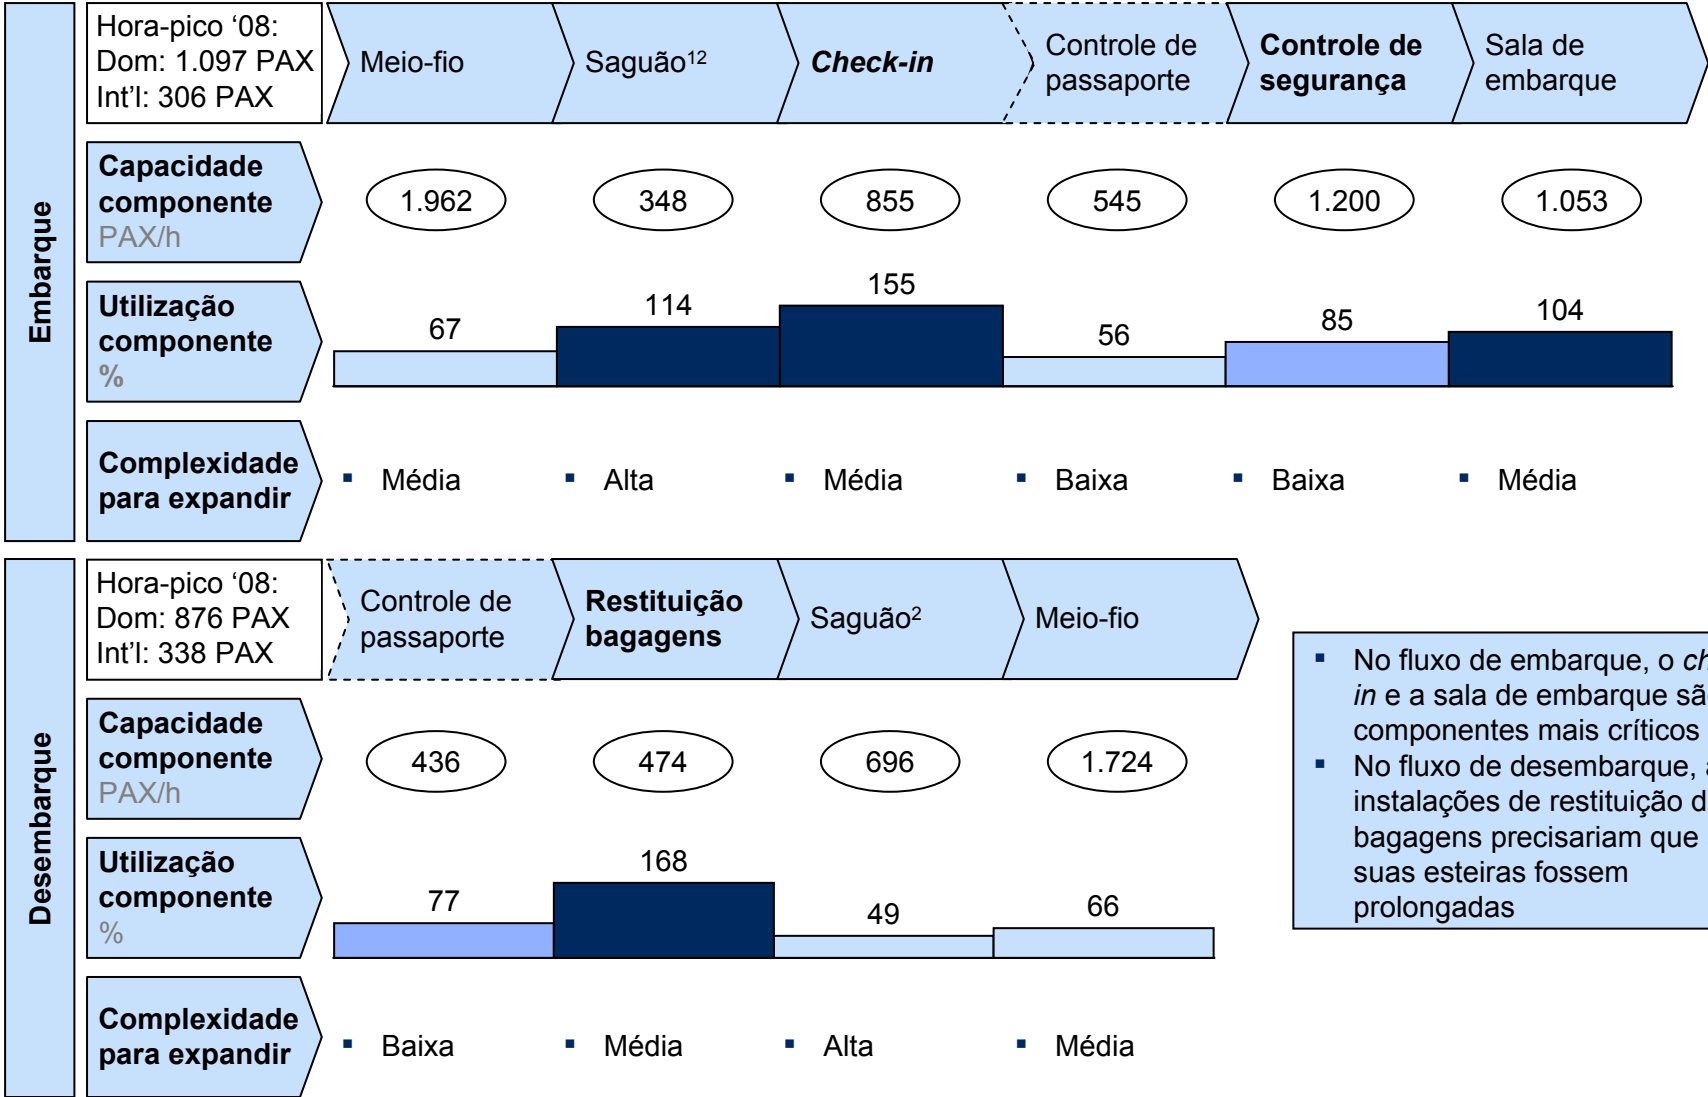 Embarque
Hora-pico ‘08:
Dom: 1.097 PAX
Int’l: 306 PAX
Meio-fio
Saguão¹²
Check-in
Controle de
passaporte
Controle de
segurança
Sala de
embarque
Capacidade
componente
PAX/h
1.962
348
855
545
1.200
1.053
Utilização
componente
%
67
114
155
56
85
104
Complexidade
para expandir
▪ Média
▪ Alta
▪ Média
▪ Baixa
▪ Baixa
▪ Média
Desembarque
Hora-pico ‘08:
Dom: 876 PAX
Int’l: 338 PAX
Controle de
passaporte
Restituição
bagagens
Saguão²
Meio-fio
Capacidade
componente
PAX/h
436
474
696
1.724
Utilização
componente
%
77
168
49
66
Complexidade
para expandir
▪ Baixa
▪ Média
▪ Alta
▪ Média
▪ No fluxo de embarque, o
in e a sala de embarque
componentes mais críticos
▪ No fluxo de desembarque,
instalações de restituição
bagagens precisariam que
suas esteiras fossem
prolongadas